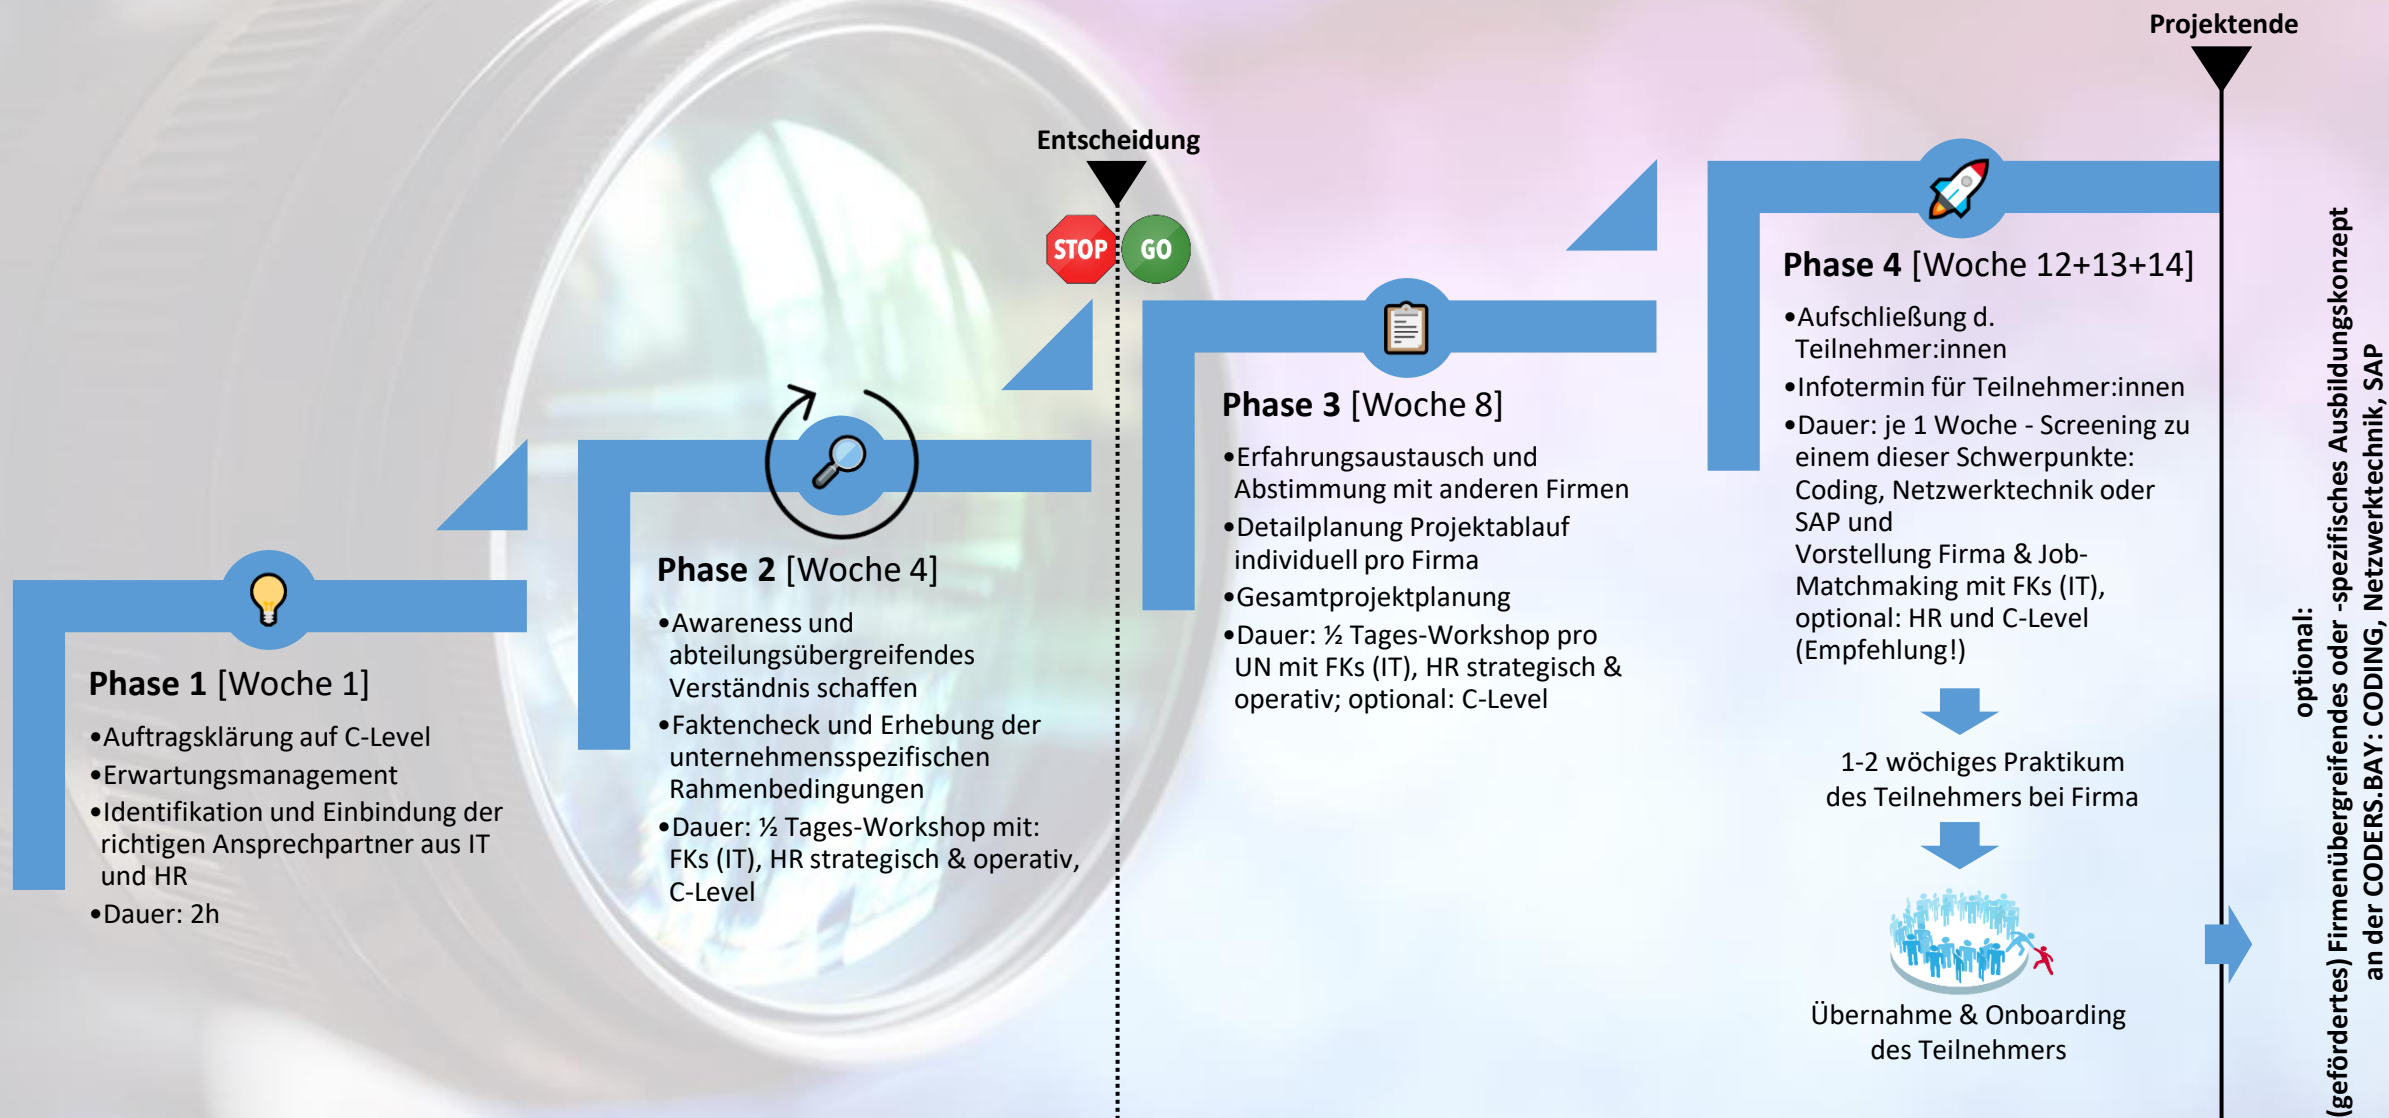 Projektende
Entscheidung
STOP
GO
Phase 1 [Woche 1]
•Auftragsklärung auf C-Level
•Erwartungsmanagement
•Identifikation und Einbindung der
richtigen Ansprechpartner aus IT
und HR
•Dauer: 2h
Phase 2 [Woche 4]
•Awareness und
abteilungsübergreifendes
Verständnis schaffen
•Faktencheck und Erhebung der
unternehmensspezifischen
Rahmenbedingungen
•Dauer: ½ Tages-Workshop mit:
FKs (IT), HR strategisch & operativ,
C-Level
Phase 3 [Woche 8]
•Erfahrungsaustausch und
Abstimmung mit anderen Firmen
•Detailplanung Projektablauf
individuell pro Firma
•Gesamtprojektplanung
•Dauer: ½ Tages-Workshop pro
UN mit FKs (IT), HR strategisch &
operativ; optional: C-Level
Phase 4 [Woche 12+13+14]
•Aufschließung d.
Teilnehmer:innen
•Infotermin für Teilnehmer:innen
•Dauer: je 1 Woche - Screening zu
einem dieser Schwerpunkte:
Coding, Netzwerktechnik oder
SAP und
Vorstellung Firma & Job-
Matchmaking mit FKs (IT),
optional: HR und C-Level
(Empfehlung!)
1-2 wöchiges Praktikum
des Teilnehmers bei Firma
Übernahme & Onboarding
des Teilnehmers
optional:
(gefördertes) Firmenübergreifendes oder -spezifisches Ausbildungskonzept
an der CODERS.BAY: CODING, Netzwerktechnik, SAP